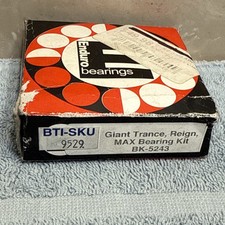 Enduro
bearings
BTI-SKU
9529
Giant Trance, Reign,
MAX Bearing Kit
BK-5243